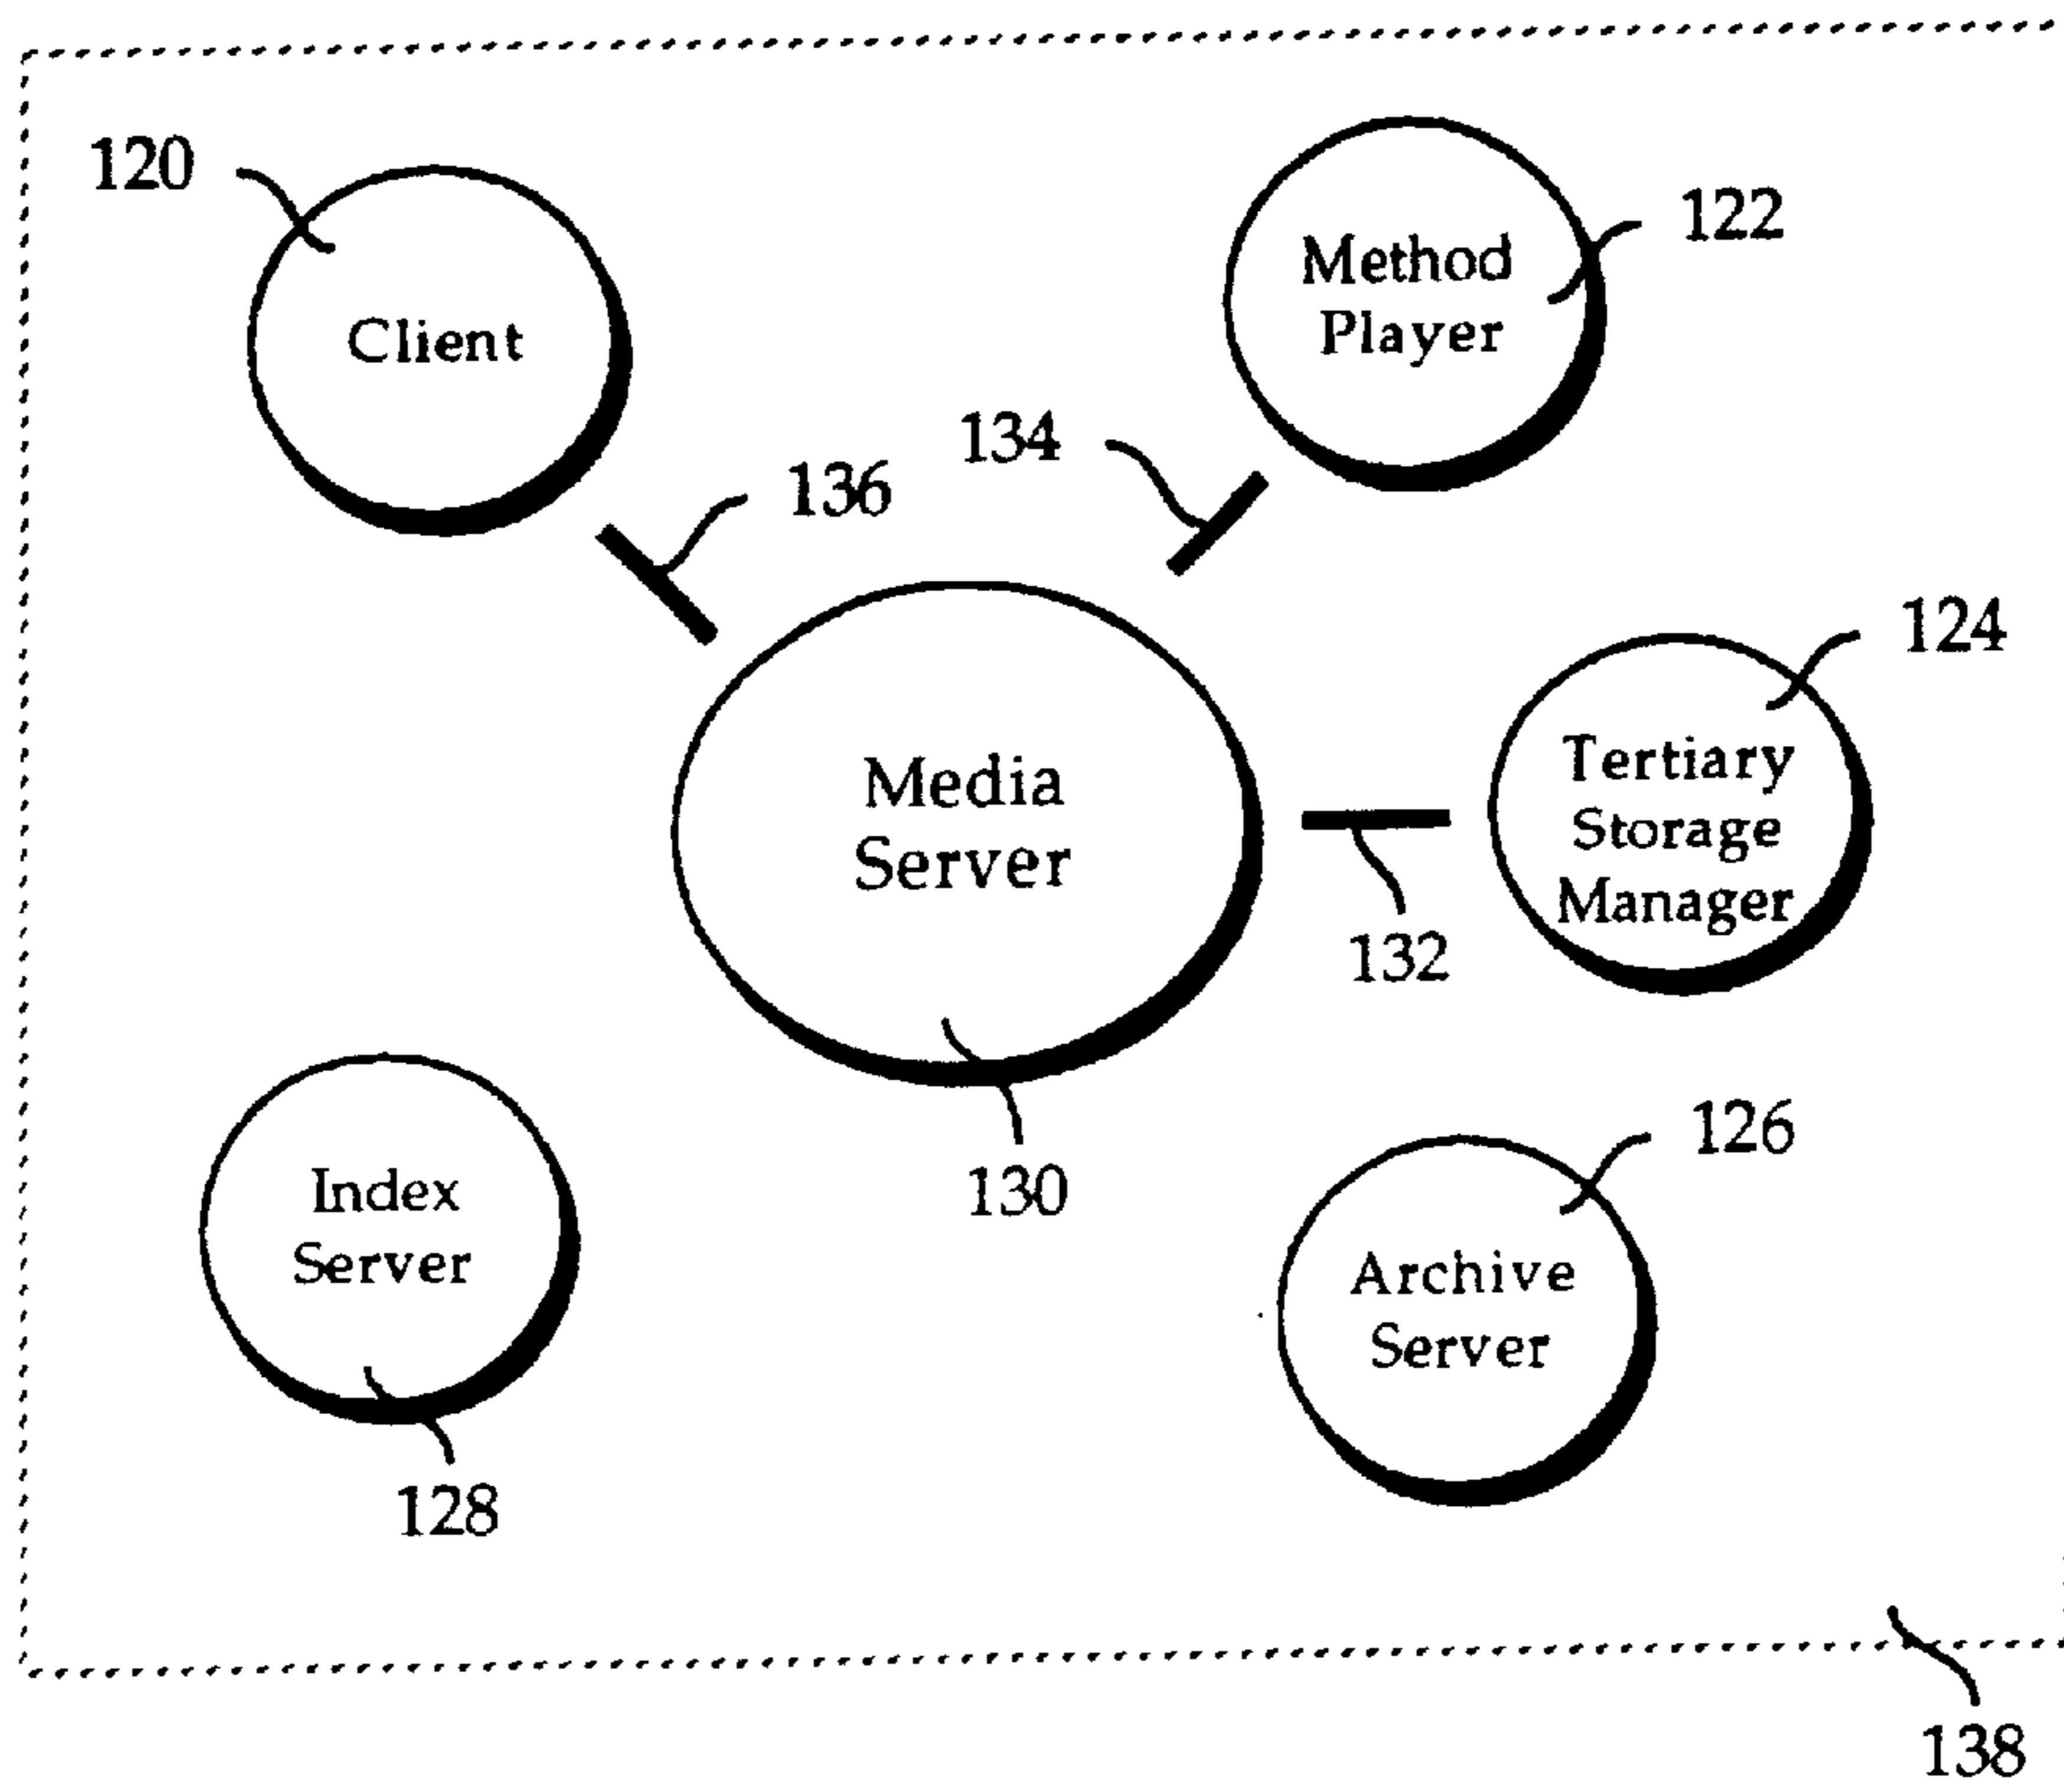 120
Client
Method
Player
122
134
136
124
Tertiary
Storage
Manager
Media
Server
132
130
126
Index
Server
128
Archive
Server
138